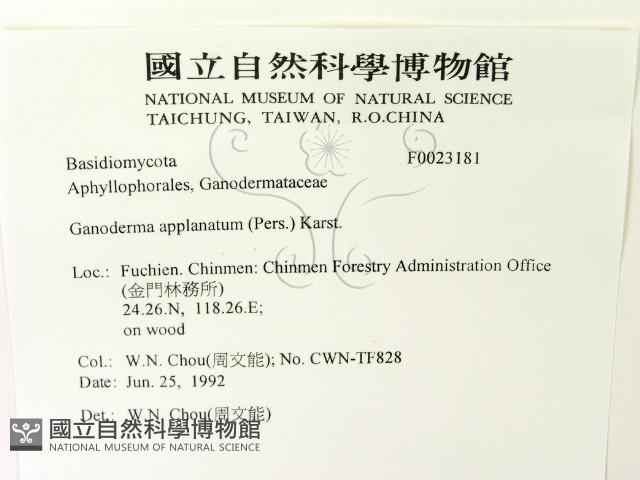 國立自然科學博物館
NATIONAL MUSEUM OF NATURAL SCIENCE
TAICHUNG, TAIWAN, R.O.CHINA
Basidiomycota F0023181
Aphyllophorales, Ganodermataceae
Ganoderma applanatum (Pers.) Karst.
Loc.: Fuchien. Chinmen: Chinmen Forestry Administration Office
(金門林務所)
24.26.N, 118.26.E;
on wood
Col.: W.N. Chou(周文能); No. CWN-TF828
Date: Jun. 25, 1992
Det.: W.N. Chou(周文能)
國立自然科學博物館
NATIONAL MUSEUM OF NATURAL SCIENCE